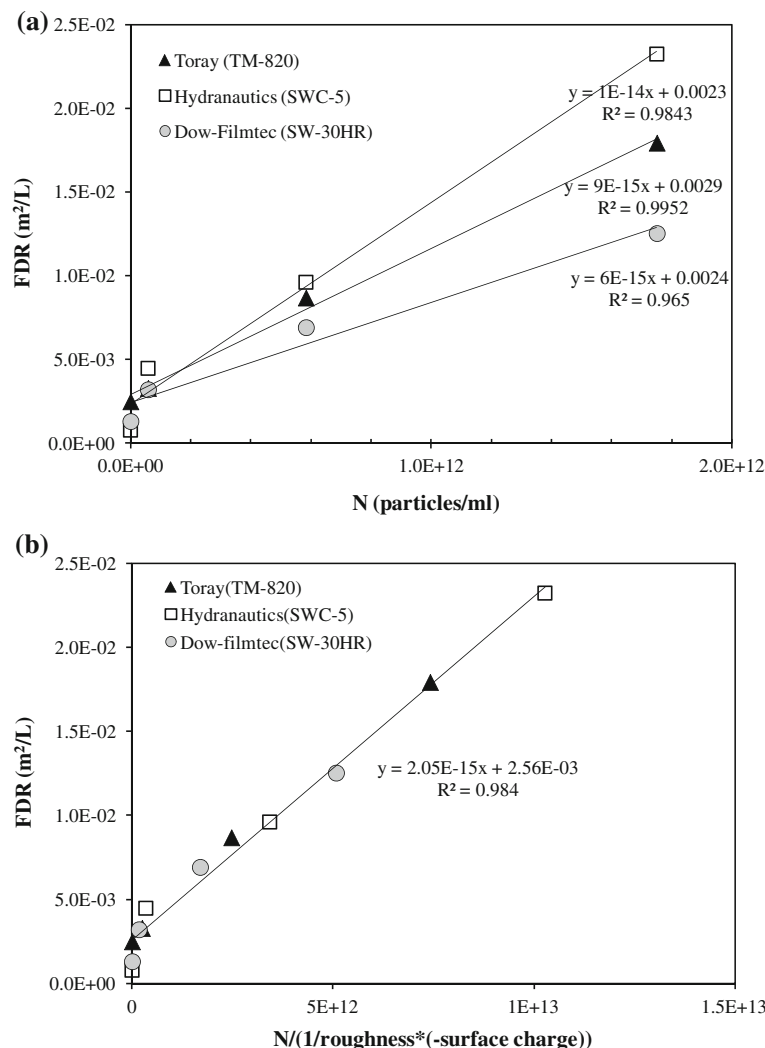 (a)
2.5E-02
2.0E-02
1.5E-02
1.0E-02
5.0E-03
0.0E+00
FDR (m²/L)
Toray (TM-820)
Hydranautics (SWC-5)
Dow-Filmtec (SW-30HR)
y = 1E-14x + 0.0023
R² = 0.9843
y = 9E-15x + 0.0029
R² = 0.9952
y = 6E-15x + 0.0024
R² = 0.965
0.0E+00 1.0E+12 2.0E+12
N (particles/ml)
(b)
2.5E-02
2.0E-02
1.5E-02
1.0E-02
5.0E-03
0.0E+00
FDR (m²/L)
Toray(TM-820)
Hydranautics(SWC-5)
Dow-filmtec(SW-30HR)
y = 2.05E-15x + 2.56E-03
R² = 0.984
0 5E+12 1E+13 1.5E+13
N/(1/roughness*(-surface charge))